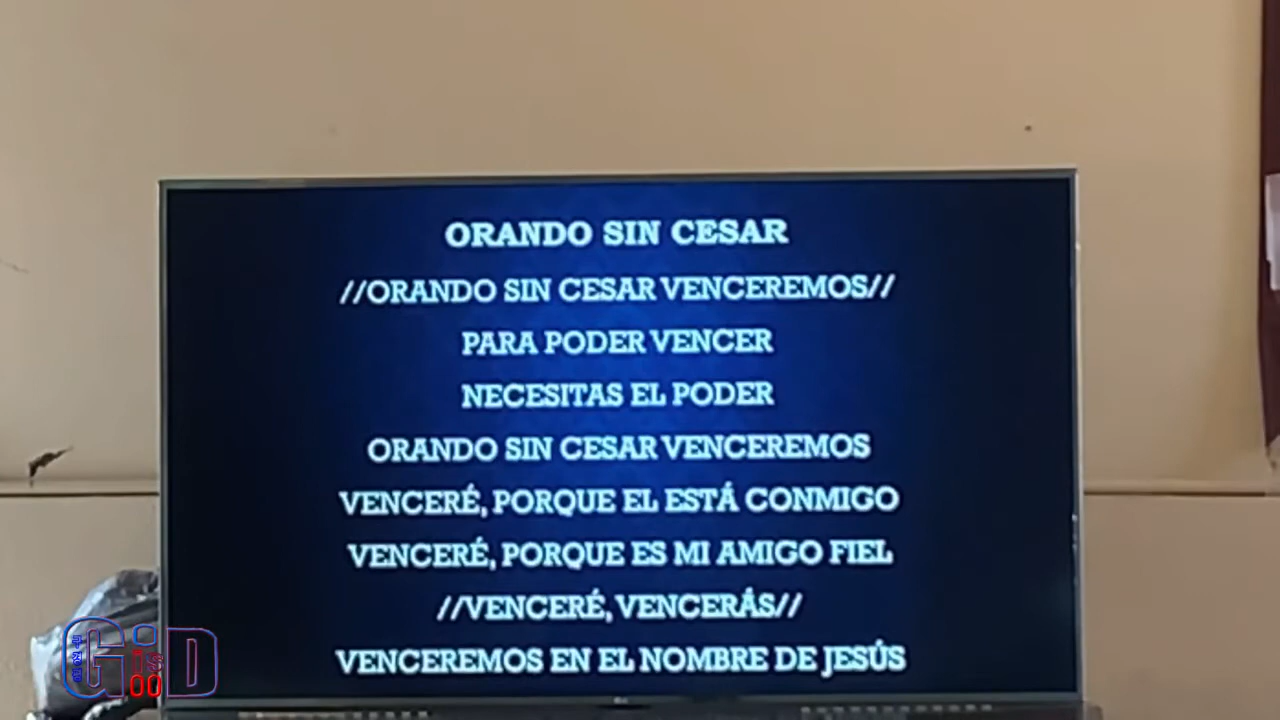 ORANDO SIN CESAR
//ORANDO SIN CESAR VENCEREMOS//
PARA PODER VENCER
NECESITAS EL PODER
ORANDO SIN CESAR VENCEREMOS
VENCERÉ, PORQUE EL ESTÁ CONMIGO
VENCERÉ, PORQUE ES MI AMIGO FIEL
//VENCERÉ, VENCERÁS//
VENCEREMOS EN EL NOMBRE DE JESÚS